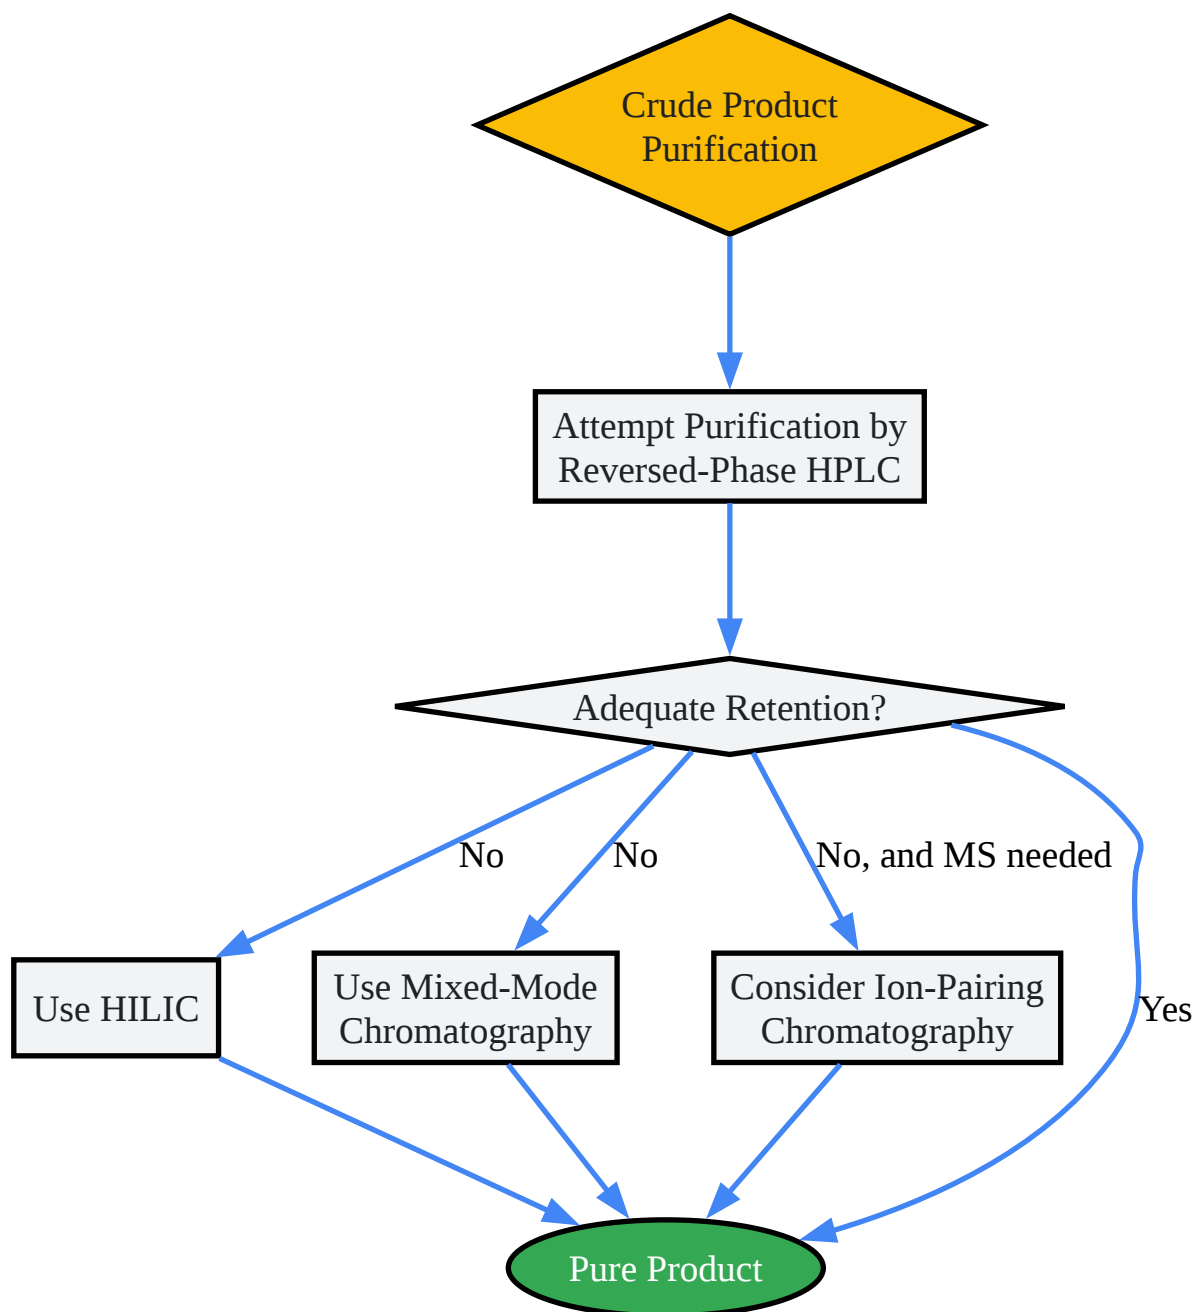 Crude Product
Purification
Attempt Purification by
Reversed-Phase HPLC
Adequate Retention?
No
No
No, and MS needed
Use HILIC
Use Mixed-Mode
Chromatography
Consider Ion-Pairing
Chromatography
Yes
Pure Product